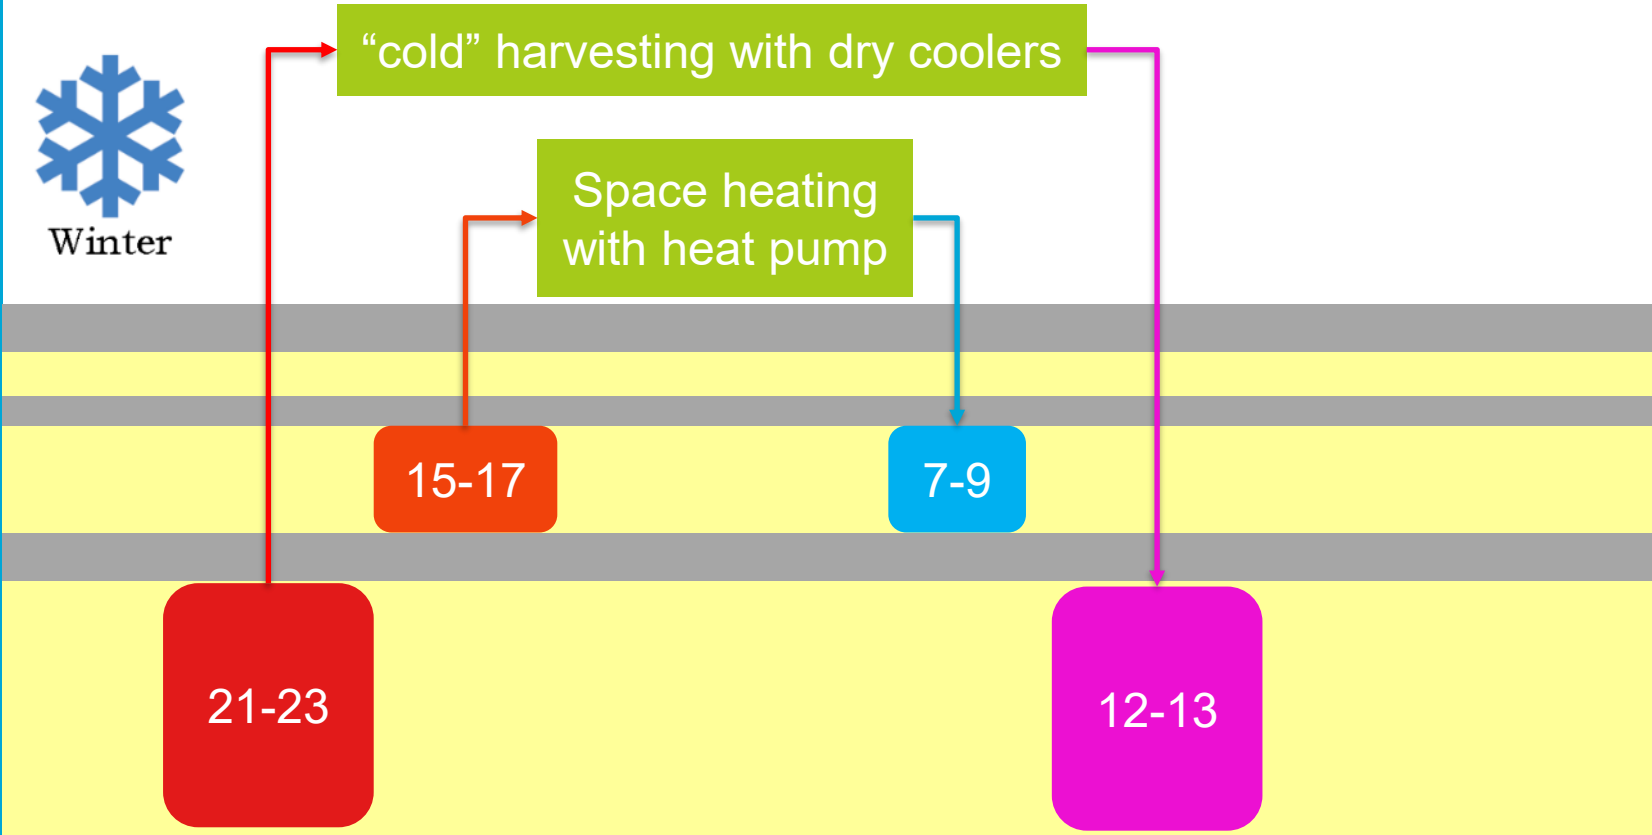 “cold” harvesting with dry coolers
Space heating
with heat pump
Winter
15-17
7-9
21-23
12-13